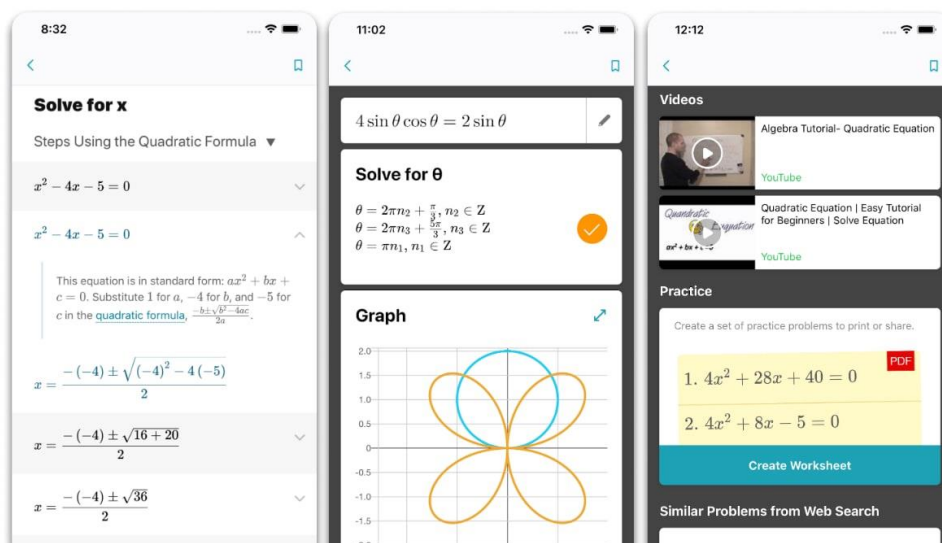 8:32
Solve for x
Steps Using the Quadratic Formula ▼
x² − 4x − 5 = 0
x² − 4x − 5 = 0
This equation is in standard form: ax² + bx +
c = 0. Substitute 1 for a, −4 for b, and −5 for
c in the quadratic formula, (−b±√(b²−4ac))/(2a).
x = (−(−4) ± √((−4)² − 4(−5)))/2
x = (−(−4) ± √(16 + 20))/2
x = (−(−4) ± √36)/2
11:02
4 sin θ cos θ = 2 sin θ
Solve for θ
θ = 2πn₂ + π/3, n₂ ∈ Z
θ = 2πn₃ + 5π/3, n₃ ∈ Z
θ = πn₁, n₁ ∈ Z
Graph
2.0
1.5
1.0
0.5
0
-0.5
-1.0
-1.5
12:12
Videos
Algebra Tutorial- Quadratic Equation
YouTube
Quandratic
Equation
ax² + bx +
Quadratic Equation | Easy Tutorial
for Beginners | Solve Equation
YouTube
Practice
Create a set of practice problems to print or share.
PDF
1. 4x² + 28x + 40 = 0
2. 4x² + 8x − 5 = 0
Create Worksheet
Similar Problems from Web Search